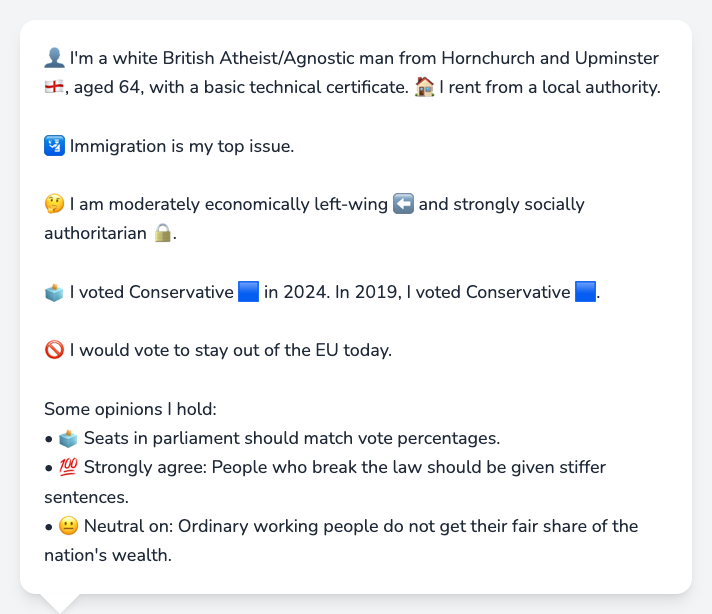 👤 I'm a white British Atheist/Agnostic man from Hornchurch and Upminster
🏴󠁧󠁢󠁥󠁮󠁧󠁿, aged 64, with a basic technical certificate. 🏠 I rent from a local authority.
🛂 Immigration is my top issue.
🤔 I am moderately economically left-wing ⬅️ and strongly socially
authoritarian 🔒.
🗳️ I voted Conservative 🟦 in 2024. In 2019, I voted Conservative 🟦.
🚫 I would vote to stay out of the EU today.
Some opinions I hold:
• 🗳️ Seats in parliament should match vote percentages.
• 💯 Strongly agree: People who break the law should be given stiffer
sentences.
• 😐 Neutral on: Ordinary working people do not get their fair share of the
nation's wealth.